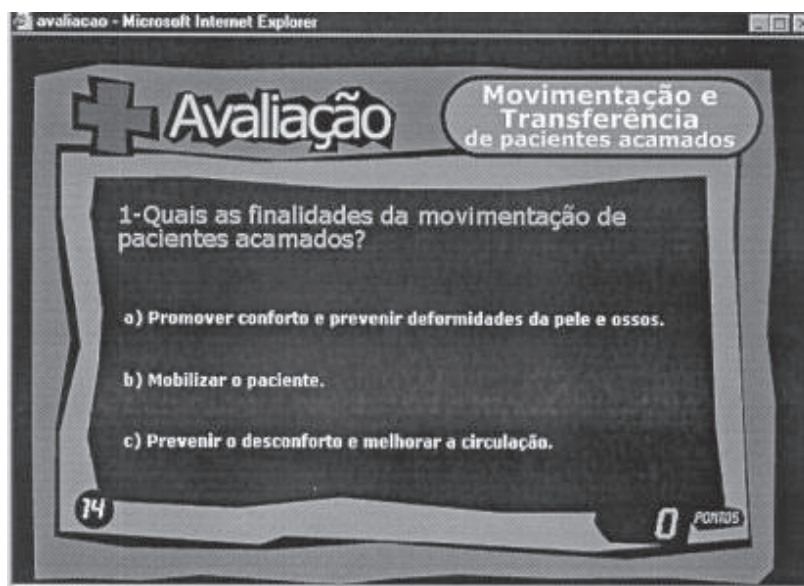 avaliacao - Microsoft Internet Explorer
Avaliação
Movimentação e
Transferência
de pacientes acamados
1-Quais as finalidades da movimentação de
pacientes acamados?
a) Promover conforto e prevenir deformidades da pele e ossos.
b) Mobilizar o paciente.
c) Prevenir o desconforto e melhorar a circulação.
14
0 PONTOS